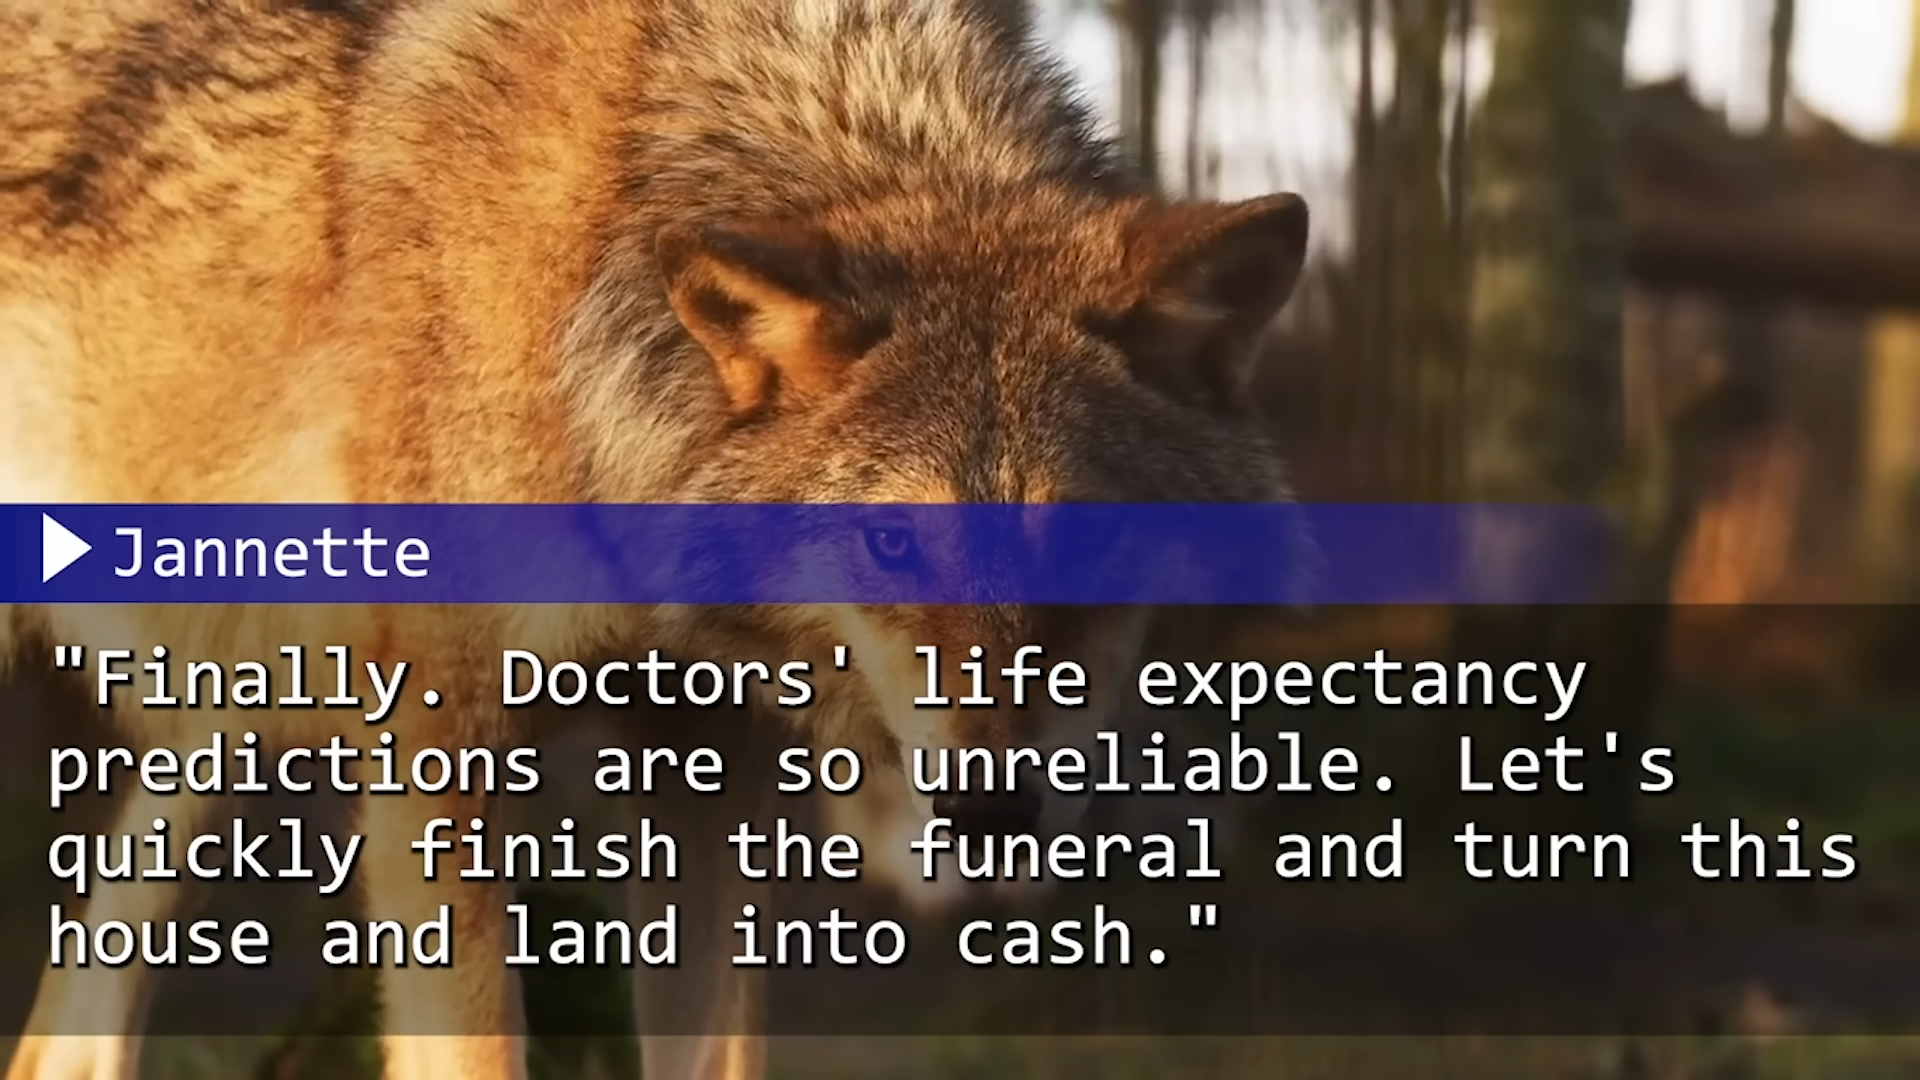 Jannette
"Finally. Doctors' life expectancy
predictions are so unreliable. Let's
quickly finish the funeral and turn this
house and land into cash."